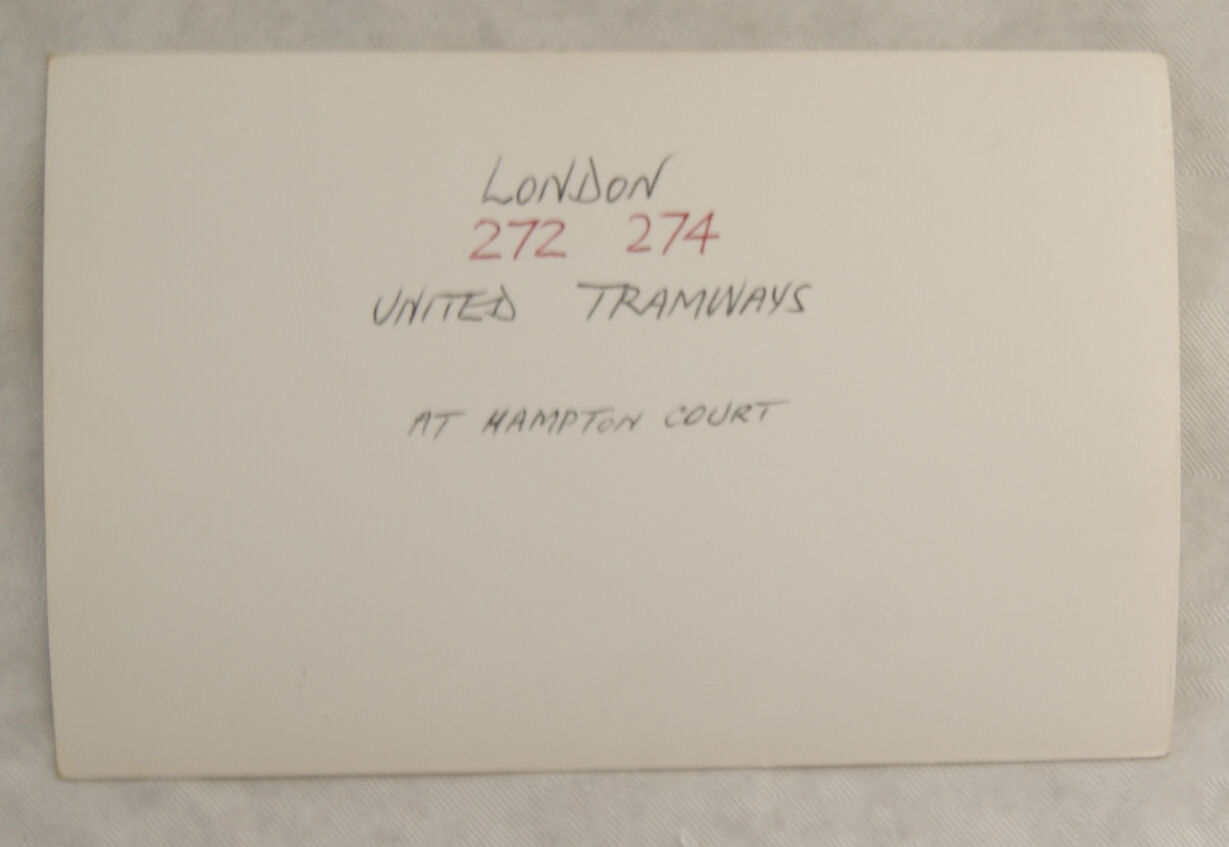 LONDON
272 274
UNITED TRAMWAYS
AT HAMPTON COURT